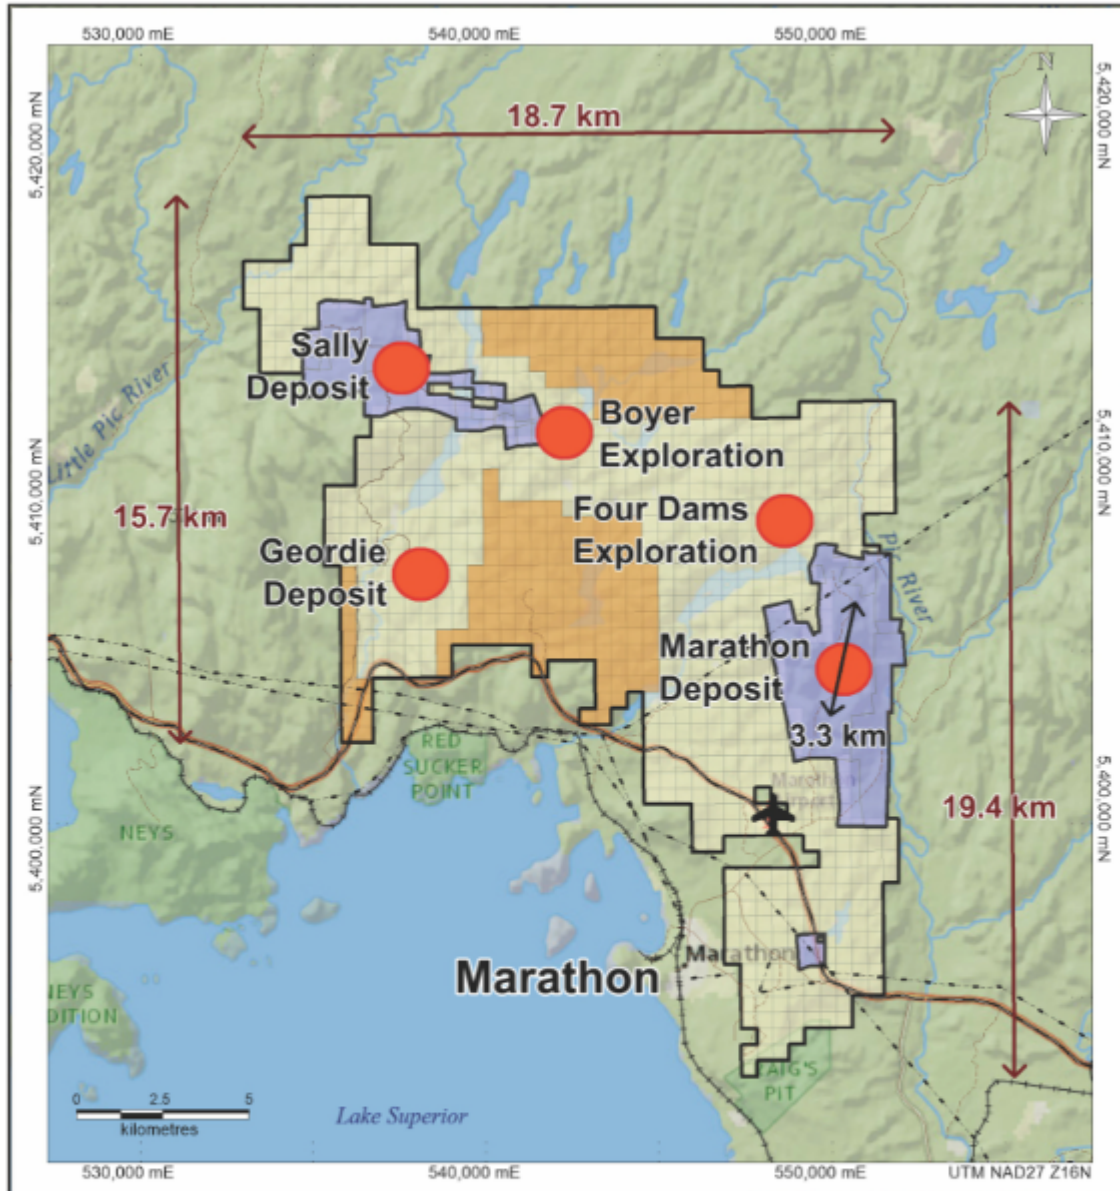 530,000 mE
540,000 mE
550,000 mE
5,420,000 mN
5,420,000 mN
N
18.7 km
Sally
Deposit
Little Pic River
Boyer
Exploration
5,410,000 mN
5,410,000 mN
15.7 km
Four Dams
Exploration
Geordie
Deposit
Pic River
Marathon
Deposit
3.3 km
RED
SUCKER
POINT
Marathon
Airport
19.4 km
NEYS
5,400,000 mN
5,400,000 mN
Marathon
Marathon
NEYS
DITION
AIG'S
PIT
0 2.5 5
kilometres
Lake Superior
530,000 mE
540,000 mE
550,000 mE
UTM NAD27 Z16N